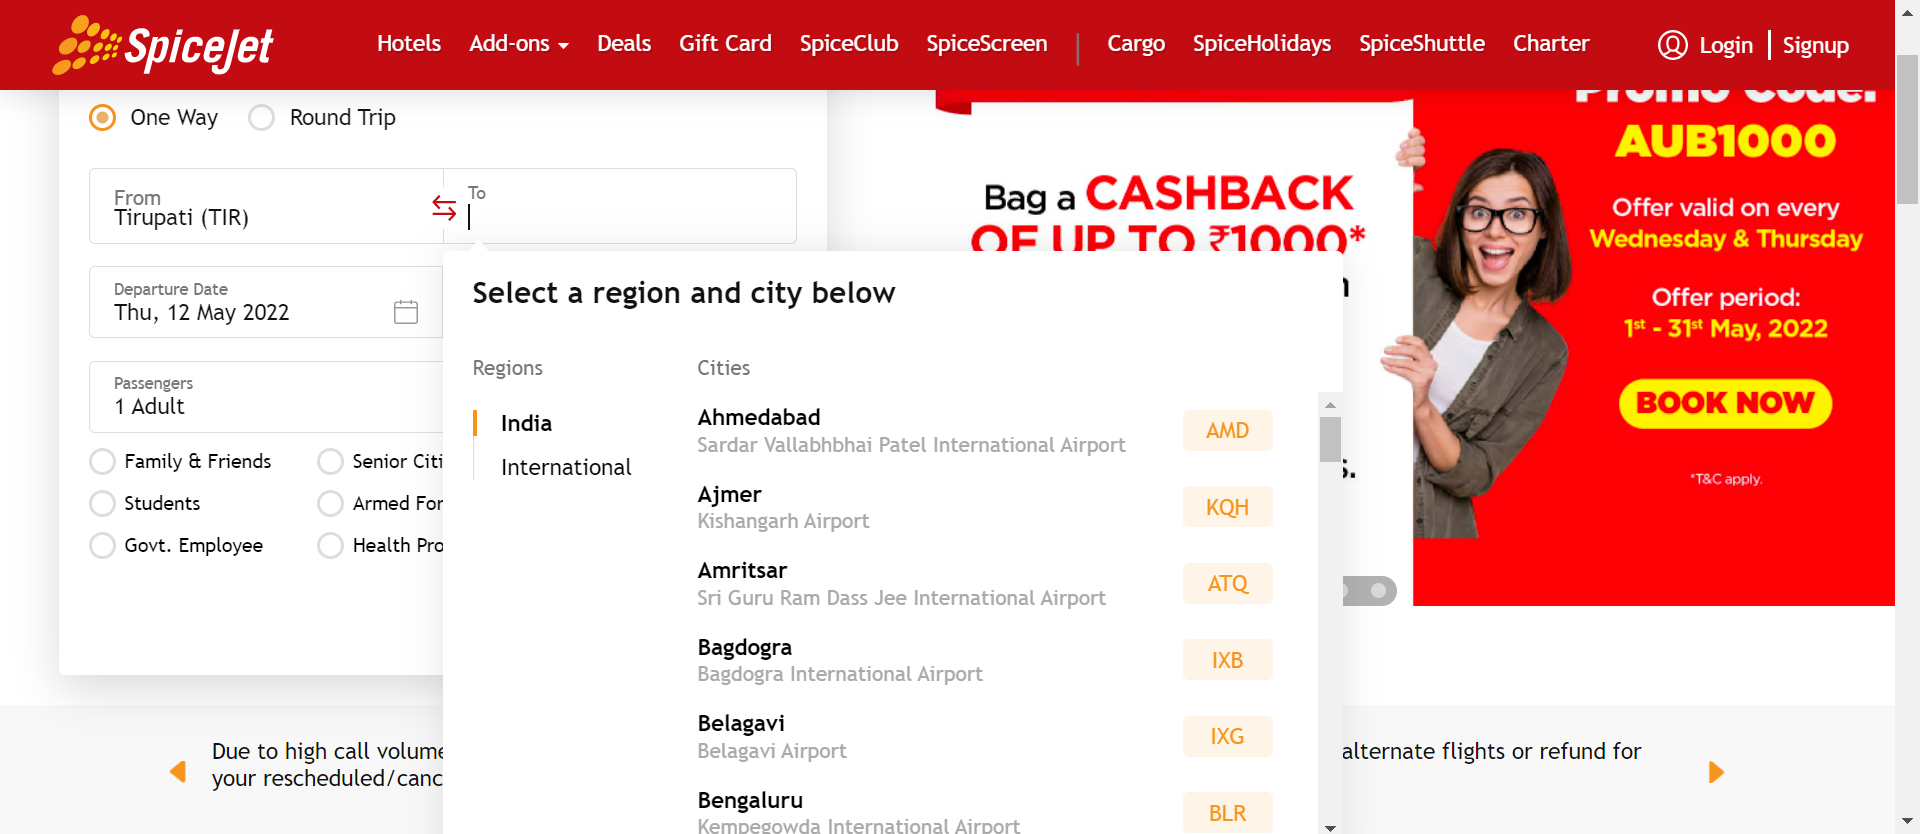 SpiceJet
Hotels Add-ons Deals Gift Card SpiceClub SpiceScreen | Cargo SpiceHolidays SpiceShuttle Charter Login | Signup
One Way Round Trip
From
Tirupati (TIR)
To
Departure Date
Thu, 12 May 2022
Passengers
1 Adult
Family & Friends
Senior Citi
Students
Armed For
Govt. Employee
Health Pro
Select a region and city below
Regions
India
International
Cities
Ahmedabad
Sardar Vallabhbhai Patel International Airport
AMD
Ajmer
Kishangarh Airport
KQH
Amritsar
Sri Guru Ram Dass Jee International Airport
ATQ
Bagdogra
Bagdogra International Airport
IXB
Belagavi
Belagavi Airport
IXG
Bengaluru
Kempegowda International Airport
BLR
Bag a CASHBACK
OF UP TO ₹1000*
Promo Code:
AUB1000
Offer valid on every
Wednesday & Thursday
Offer period:
1st - 31st May, 2022
BOOK NOW
*T&C apply.
Due to high call volume
alternate flights or refund for
your rescheduled/canc